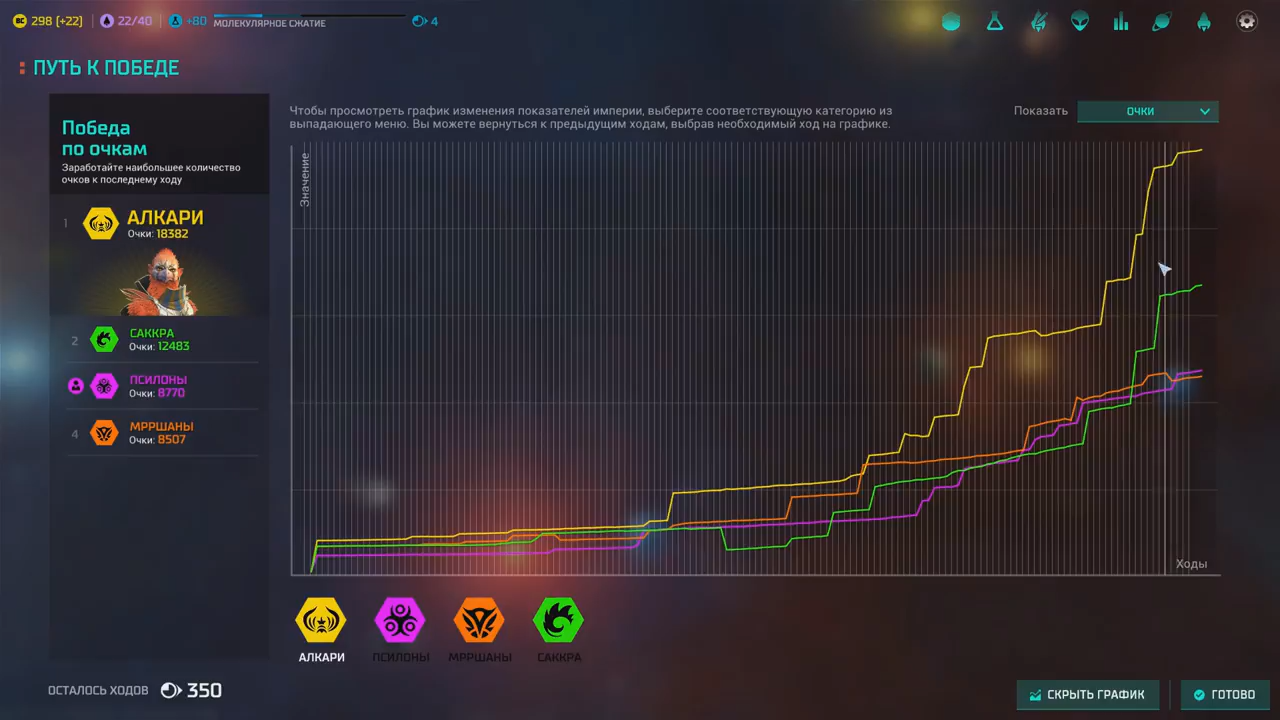 298 (+22)
22/40
+80
МОЛЕКУЛЯРНОЕ СЖАТИЕ
4
ПУТЬ К ПОБЕДЕ
Победа
по очкам
Заработайте наибольшее количество
очков к последнему ходу
1
АЛКАРИ
Очки: 18382
2
САККРА
Очки: 12483
ПСИЛОНЫ
Очки: 8770
4
МРРШАНЫ
Очки: 8507
Чтобы просмотреть график изменения показателей империи, выберите соответствующую категорию из
выпадающего меню. Вы можете вернуться к предыдущим ходам, выбрав необходимый ход на графике.
Показать
ОЧКИ
Значение
Ходы
АЛКАРИ
ПСИЛОНЫ
МРРШАНЫ
САККРА
ОСТАЛОСЬ ХОДОВ
350
СКРЫТЬ ГРАФИК
ГОТОВО